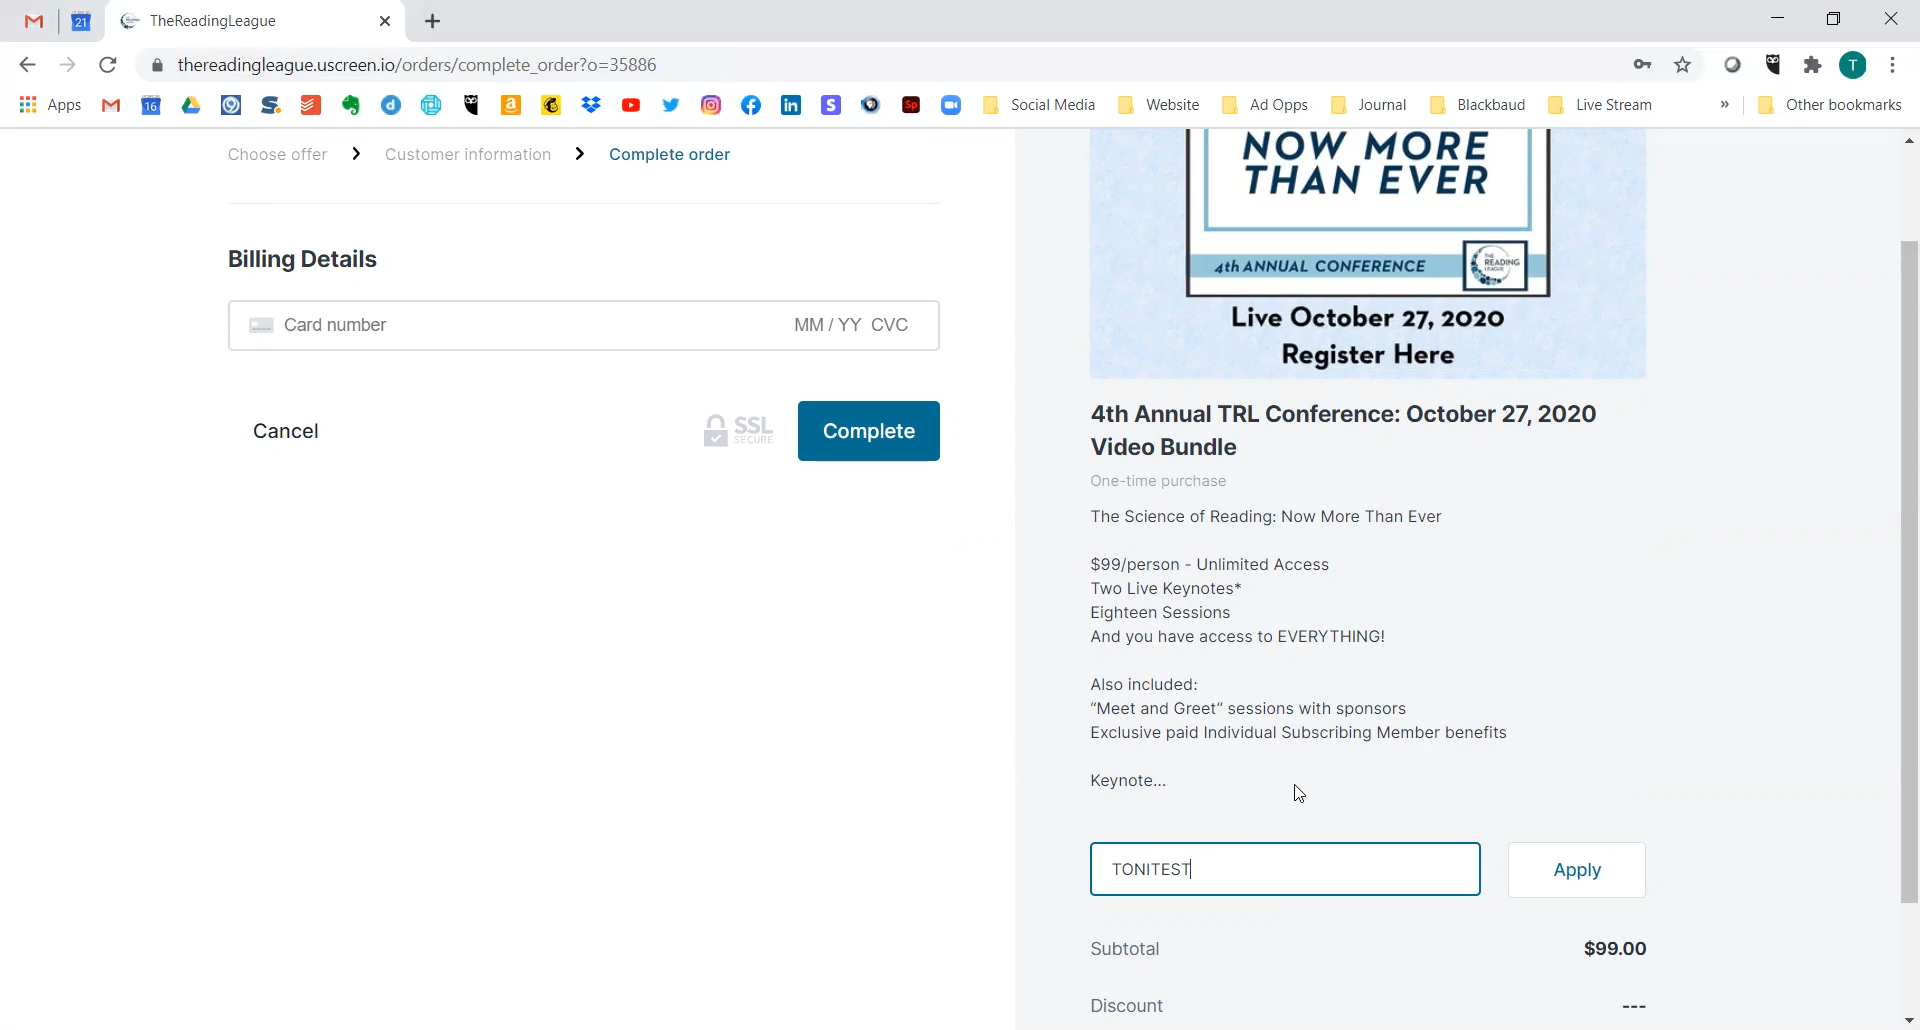 TheReadingLeague
thereadingleague.uscreen.io/orders/complete_order?o=35886
T
Apps
Social Media
Website
Ad Opps
Journal
Blackbaud
Live Stream
»
Other bookmarks
Choose offer
Customer information
Complete order
Billing Details
Card number
MM / YY CVC
Cancel
SSL
SECURE
Complete
NOW MORE
THAN EVER
4th ANNUAL CONFERENCE
THE
READING
LEAGUE
Live October 27, 2020
Register Here
4th Annual TRL Conference: October 27, 2020
Video Bundle
One-time purchase
The Science of Reading: Now More Than Ever
$99/person - Unlimited Access
Two Live Keynotes*
Eighteen Sessions
And you have access to EVERYTHING!
Also included:
“Meet and Greet” sessions with sponsors
Exclusive paid Individual Subscribing Member benefits
Keynote...
TONITEST
Apply
Subtotal
$99.00
Discount
---